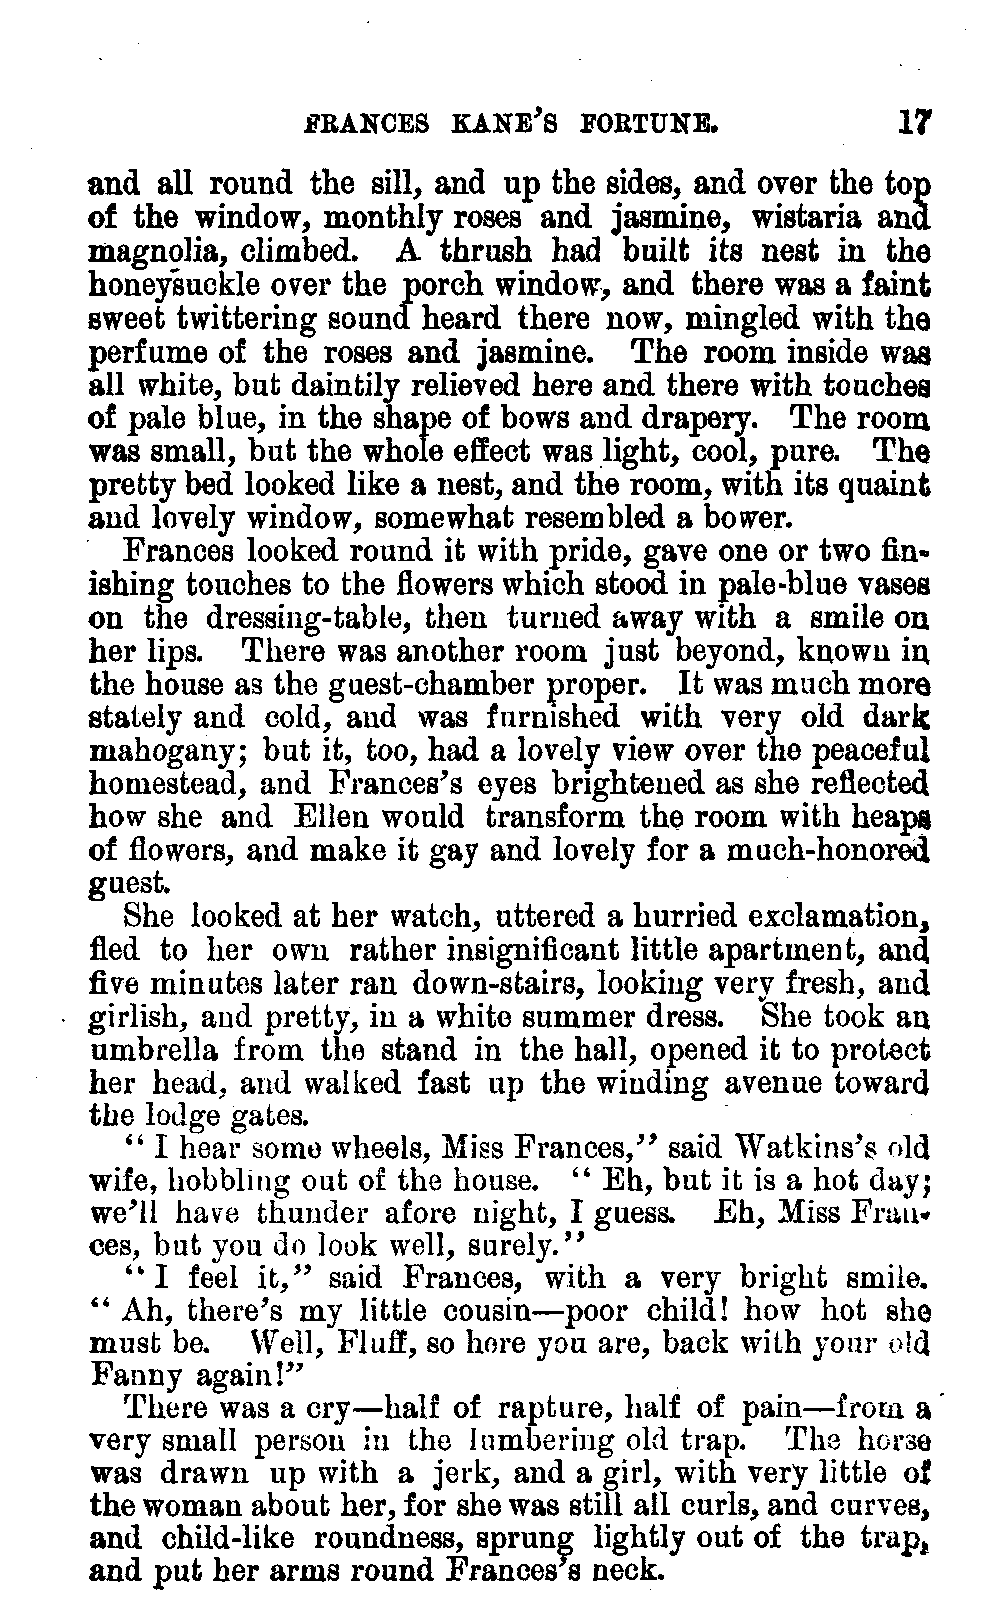 FRANCES KANE'S FORTUNE. 17
and all round the sill, and up the sides, and over the top
of the window, monthly roses and jasmine, wistaria and
magnolia, climbed. A thrush had built its nest in the
honeysuckle over the porch window, and there was a faint
sweet twittering sound heard there now, mingled with the
perfume of the roses and jasmine. The room inside was
all white, but daintily relieved here and there with touches
of pale blue, in the shape of bows and drapery. The room
was small, but the whole effect was light, cool, pure. The
pretty bed looked like a nest, and the room, with its quaint
and lovely window, somewhat resembled a bower.
Frances looked round it with pride, gave one or two fin-
ishing touches to the flowers which stood in pale-blue vases
on the dressing-table, then turned away with a smile on
her lips. There was another room just beyond, known in
the house as the guest-chamber proper. It was much more
stately and cold, and was furnished with very old dark
mahogany; but it, too, had a lovely view over the peaceful
homestead, and Frances's eyes brightened as she reflected
how she and Ellen would transform the room with heaps
of flowers, and make it gay and lovely for a much-honored
guest.
She looked at her watch, uttered a hurried exclamation,
fled to her own rather insignificant little apartment, and
five minutes later ran down-stairs, looking very fresh, and
girlish, and pretty, in a white summer dress. She took an
umbrella from the stand in the hall, opened it to protect
her head, and walked fast up the winding avenue toward
the lodge gates.
"I hear some wheels, Miss Frances," said Watkins's old
wife, hobbling out of the house. "Eh, but it is a hot day;
we'll have thunder afore night, I guess. Eh, Miss Fran-
ces, but you do look well, surely."
"I feel it," said Frances, with a very bright smile.
"Ah, there's my little cousin—poor child! how hot she
must be. Well, Fluff, so here you are, back with your old
Fanny again!"
There was a cry—half of rapture, half of pain—from a
very small person in the lumbering old trap. The horse
was drawn up with a jerk, and a girl, with very little of
the woman about her, for she was still all curls, and curves,
and child-like roundness, sprung lightly out of the trap,
and put her arms round Frances's neck.